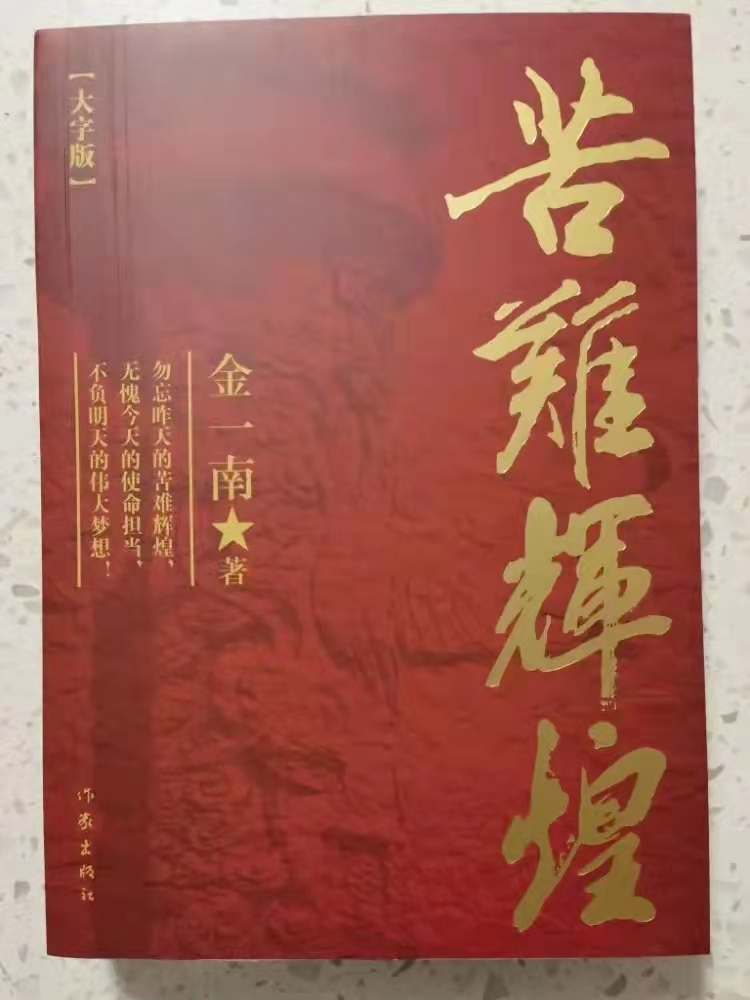 苦難輝煌
【大字版】
金一南★著
勿忘昨天的苦难辉煌、
无愧今天的使命担当、
不负明天的伟大梦想！
作家出版社